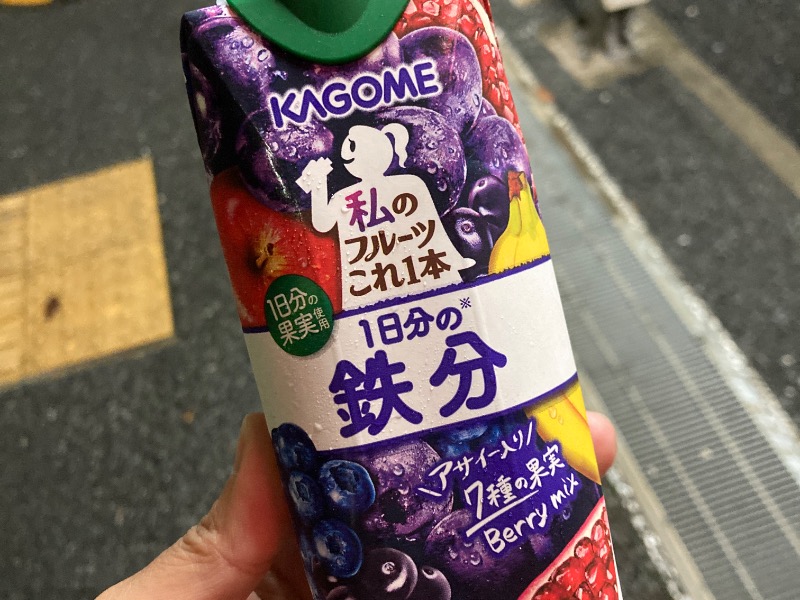 KAGOME
私の
フルーツ
これ1本
1日分の
果実使用
1日分の※
鉄分
\アサイー入り/
7種の果実
Berry mix